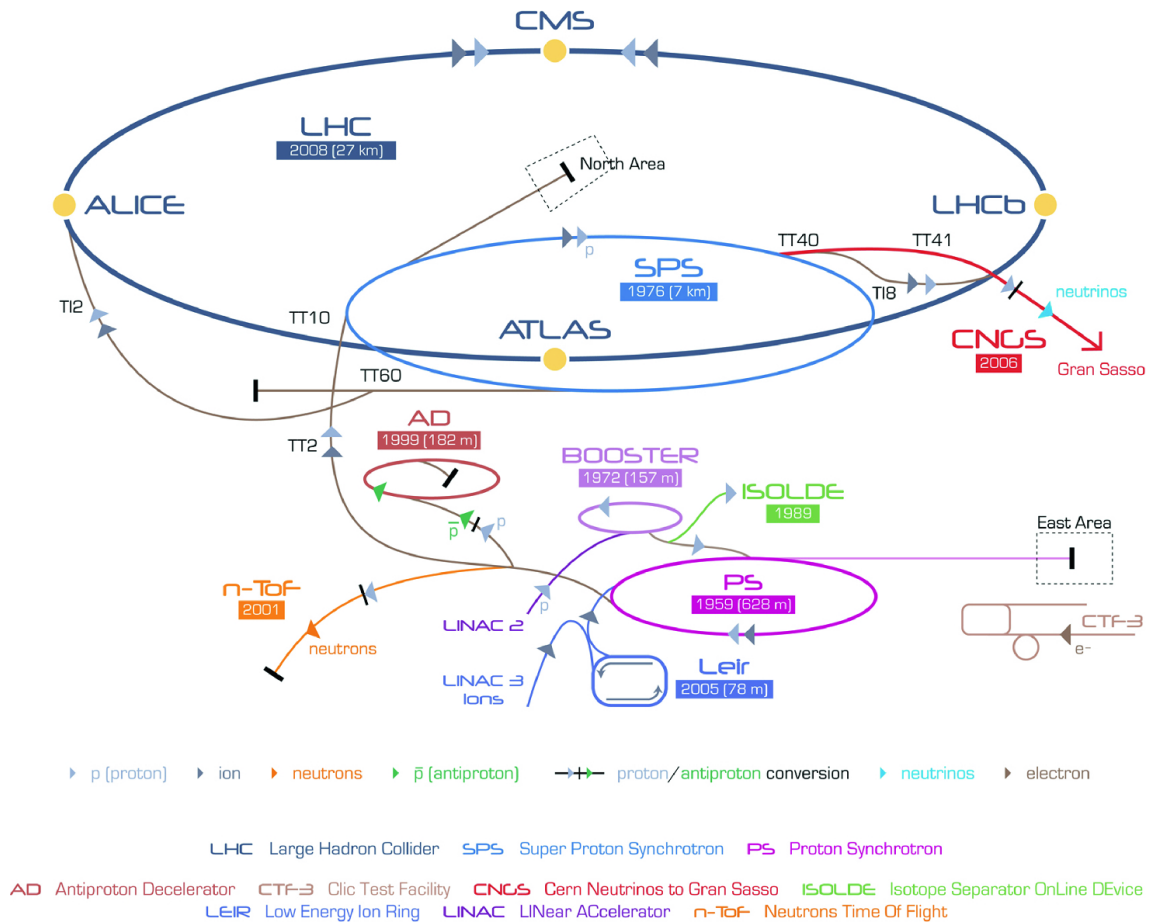 CMS
LHC
2008 (27 km)
North Area
ALICE
LHCb
TT40
TT41
p
SPS
1976 (7 km)
TI8
neutrinos
TI2
TT10
ATLAS
CNGS
2006
Gran Sasso
TT60
AD
1999 (182 m)
TT2
BOOSTER
1972 (157 m)
ISOLDE
1989
p̅
p
East Area
n-ToF
2001
PS
1959 (628 m)
p
LINAC 2
CTF-3
e-
neutrons
Leir
2005 (78 m)
LINAC 3
Ions
p (proton)
ion
neutrons
p̅ (antiproton)
proton/antiproton conversion
neutrinos
electron
LHC Large Hadron Collider SPS Super Proton Synchrotron PS Proton Synchrotron
AD Antiproton Decelerator CTF-3 Clic Test Facility CNGS Cern Neutrinos to Gran Sasso ISOLDE Isotope Separator OnLine DEvice
LEIR Low Energy Ion Ring LINAC LINear ACcelerator n-ToF Neutrons Time Of Flight